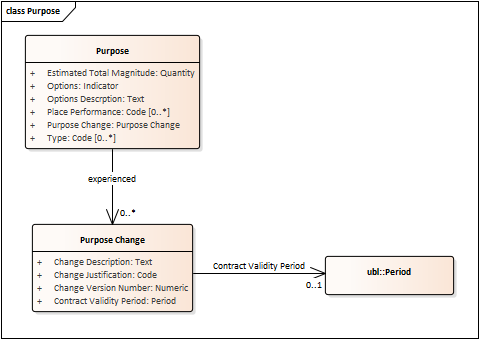 class Purpose
Purpose
+ Estimated Total Magnitude: Quantity
+ Options: Indicator
+ Options Descrption: Text
+ Place Performance: Code [0..*]
+ Purpose Change: Purpose Change
+ Type: Code [0..*]
experienced
0..*
Purpose Change
+ Change Description: Text
+ Change Justification: Code
+ Change Version Number: Numeric
+ Contract Validity Period: Period
Contract Validity Period
0..1
ubl::Period